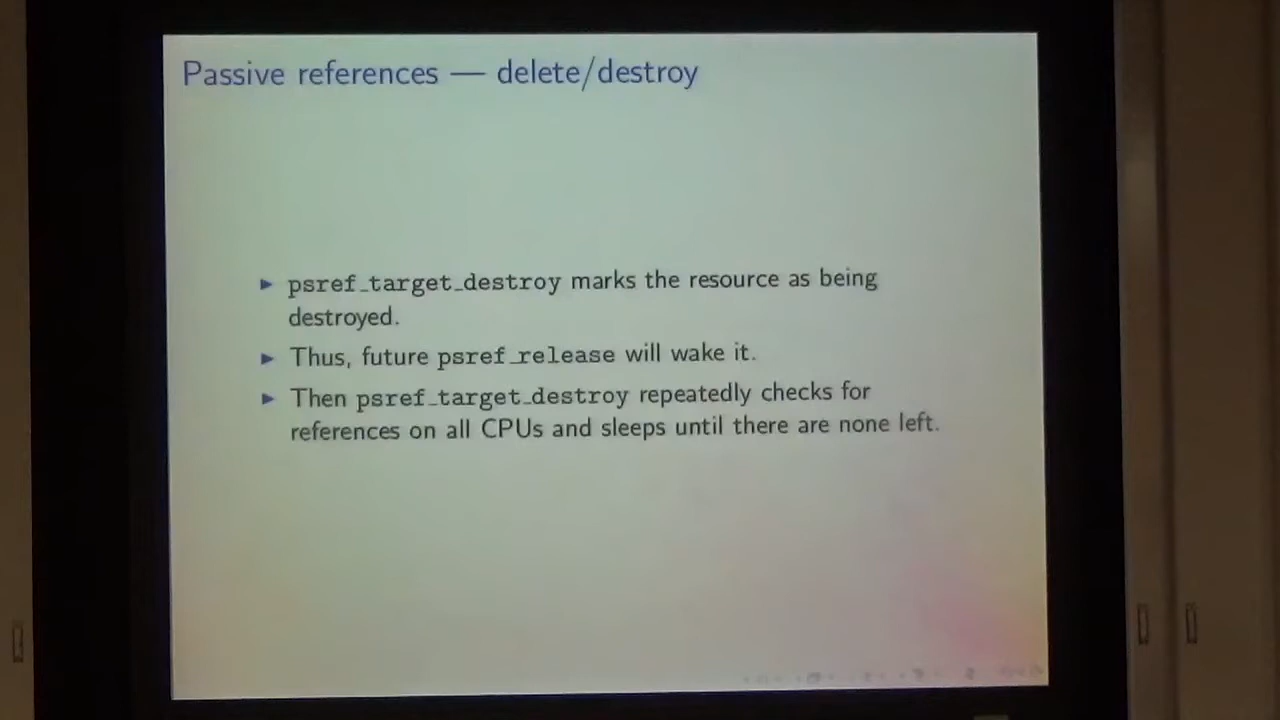 Passive references — delete/destroy
▶ psref_target_destroy marks the resource as being
destroyed.
▶ Thus, future psref_release will wake it.
▶ Then psref_target_destroy repeatedly checks for
references on all CPUs and sleeps until there are none left.